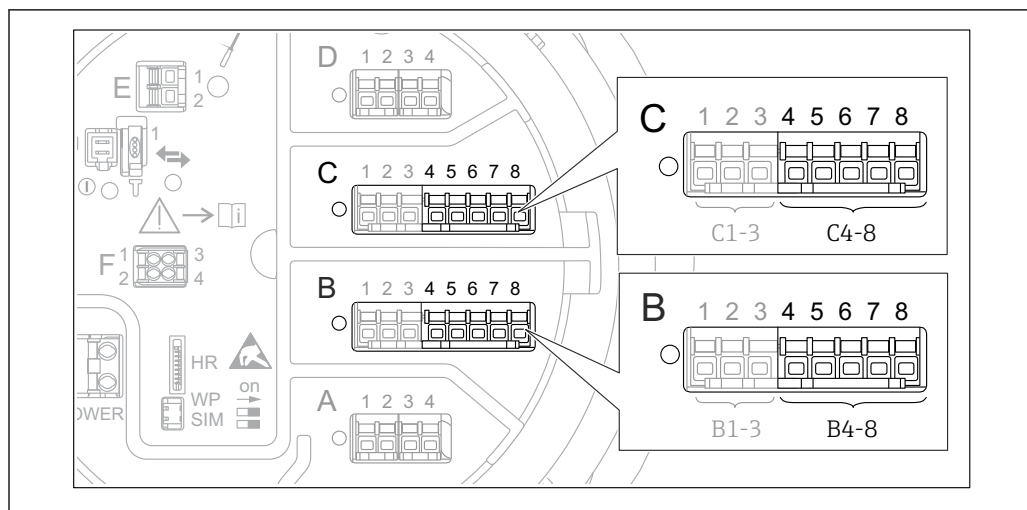 D 1 2 3 4
E 1
2
1
C 1 2 3 4 5 6 7 8
i
F 1 3
2 4
B 1 2 3 4 5 6 7 8
HR
WP on
SIM
OWER
A 1 2 3 4
C 1 2 3 4 5 6 7 8
C1-3 C4-8
B 1 2 3 4 5 6 7 8
B1-3 B4-8